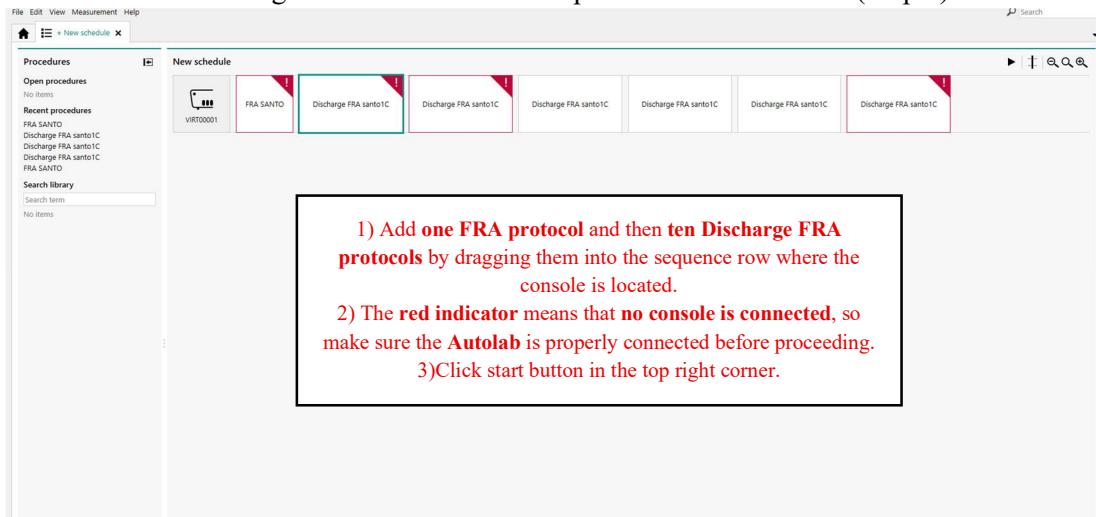 File Edit View Measurement Help
Search
+ New schedule ×
Procedures
Open procedures
No items
Recent procedures
FRA SANTO
Discharge FRA santo1C
Discharge FRA santo1C
Discharge FRA santo1C
FRA SANTO
Search library
Search term
No items
New schedule
VIRT00001
FRA SANTO
Discharge FRA santo1C
Discharge FRA santo1C
Discharge FRA santo1C
Discharge FRA santo1C
Discharge FRA santo1C
Discharge FRA santo1C
1) Add one FRA protocol and then ten Discharge FRA
protocols by dragging them into the sequence row where the
console is located.
2) The red indicator means that no console is connected, so
make sure the Autolab is properly connected before proceeding.
3)Click start button in the top right corner.